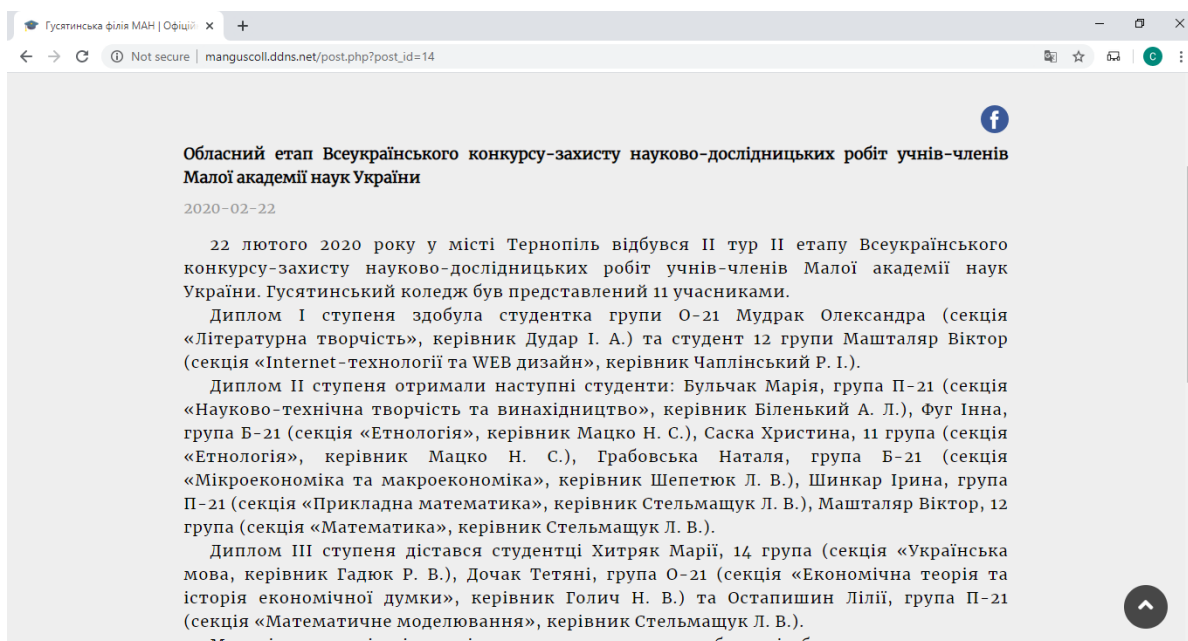 Гусятинська філія МАН | Офіцій
Not secure | manguscoll.ddns.net/post.php?post_id=14
C
f
Обласний етап Всеукраїнського конкурсу-захисту науково-дослідницьких робіт учнів-членів
Малої академії наук України
2020-02-22
22 лютого 2020 року у місті Тернопіль відбувся ІІ тур ІІ етапу Всеукраїнського
конкурсу-захисту науково-дослідницьких робіт учнів-членів Малої академії наук
України. Гусятинський коледж був представлений 11 учасниками.
Диплом І ступеня здобула студентка групи О-21 Мудрак Олександра (секція
«Літературна творчість», керівник Дудар І. А.) та студент 12 групи Машталяр Віктор
(секція «Internet-технології та WEB дизайн», керівник Чаплінський Р. І.).
Диплом ІІ ступеня отримали наступні студенти: Бульчак Марія, група П-21 (секція
«Науково-технічна творчість та винахідництво», керівник Біленький А. Л.), Фуг Інна,
група Б-21 (секція «Етнологія», керівник Мацко Н. С.), Саска Христина, 11 група (секція
«Етнологія», керівник Мацко Н. С.), Грабовська Наталя, група Б-21 (секція
«Мікроекономіка та макроекономіка», керівник Шепетюк Л. В.), Шинкар Ірина, група
П-21 (секція «Прикладна математика», керівник Стельмащук Л. В.), Машталяр Віктор, 12
група (секція «Математика», керівник Стельмащук Л. В.).
Диплом ІІІ ступеня дістався студентці Хитряк Марії, 14 група (секція «Українська
мова, керівник Гадюк Р. В.), Дочак Тетяні, група О-21 (секція «Економічна теорія та
історія економічної думки», керівник Голич Н. В.) та Остапишин Лілії, група П-21
(секція «Математичне моделювання», керівник Стельмащук Л. В.).